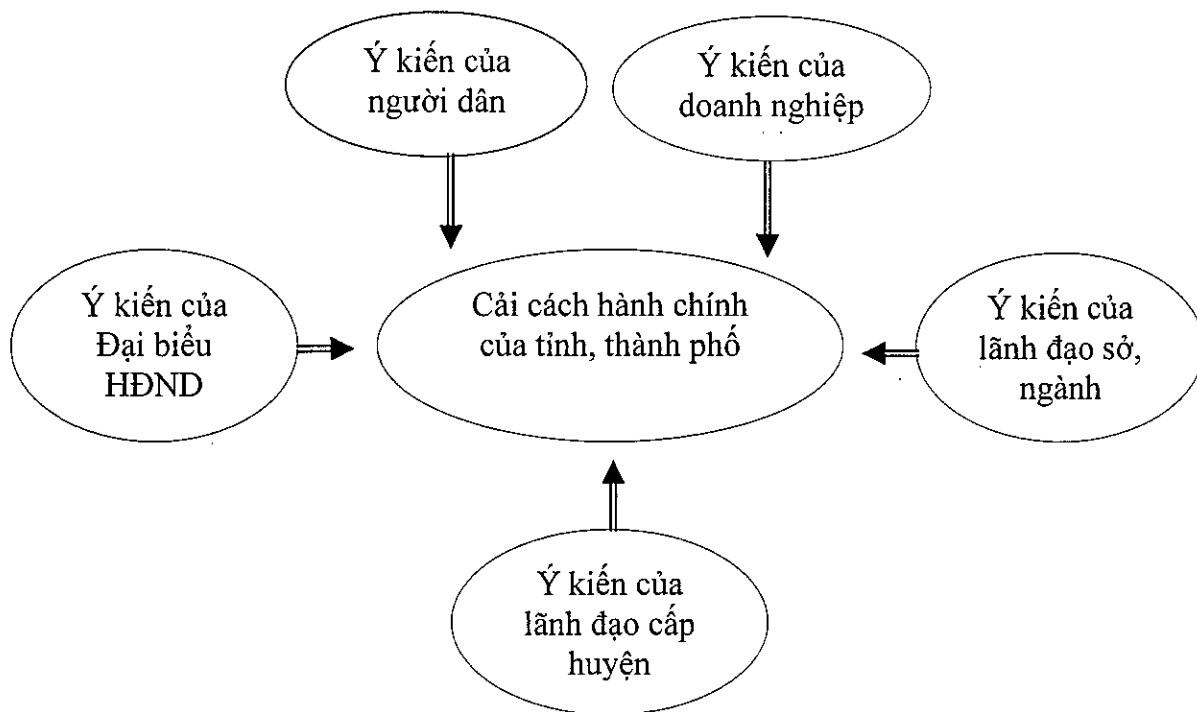 Ý kiến của
người dân
Ý kiến của
doanh nghiệp
Ý kiến của
Đại biểu
HĐND
Cải cách hành chính
của tỉnh, thành phố
Ý kiến của
lãnh đạo sở,
ngành
Ý kiến của
lãnh đạo cấp
huyện